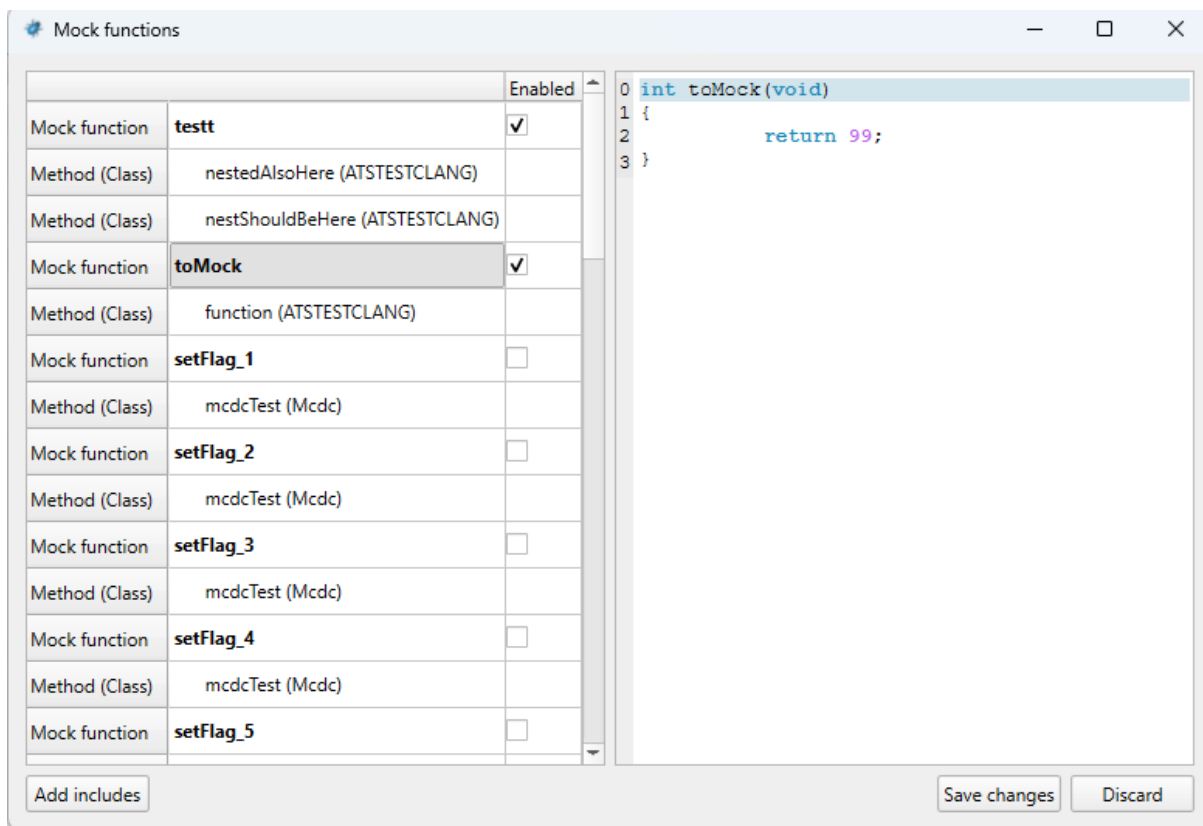 Mock functions
Enabled
Mock function testt
Method (Class) nestedAlsoHere (ATSTESTCLANG)
Method (Class) nestShouldBeHere (ATSTESTCLANG)
Mock function toMock
Method (Class) function (ATSTESTCLANG)
Mock function setFlag_1
Method (Class) mcdcTest (Mcdc)
Mock function setFlag_2
Method (Class) mcdcTest (Mcdc)
Mock function setFlag_3
Method (Class) mcdcTest (Mcdc)
Mock function setFlag_4
Method (Class) mcdcTest (Mcdc)
Mock function setFlag_5
0 int toMock(void)
1 {
2 return 99;
3 }
Add includes
Save changes
Discard